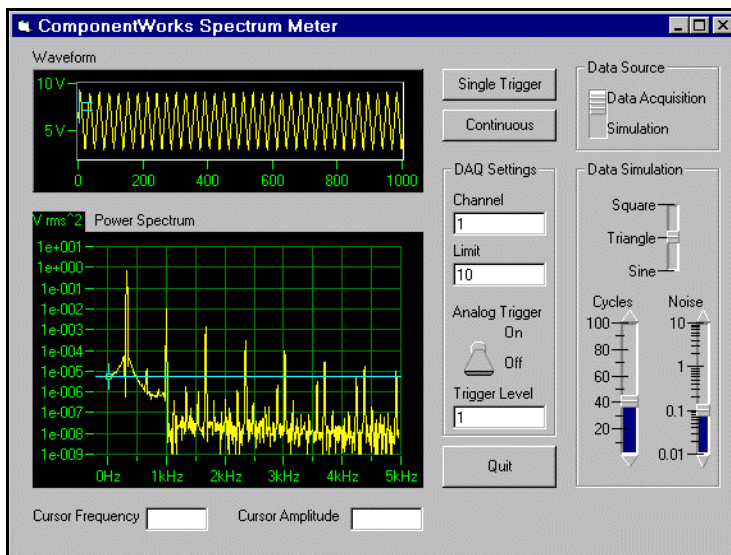 ComponentWorks Spectrum Meter
Waveform
10 V
5 V
0 200 400 600 800 1000
V rms^2 Power Spectrum
1e+001
1e+000
1e-001
1e-002
1e-003
1e-004
1e-005
1e-006
1e-007
1e-008
1e-009
0Hz 1kHz 2kHz 3kHz 4kHz 5kHz
Cursor Frequency
Cursor Amplitude
Single Trigger
Continuous
DAQ Settings
Channel
1
Limit
10
Analog Trigger
On
Off
Trigger Level
1
Quit
Data Source
Data Acquisition
Simulation
Data Simulation
Square
Triangle
Sine
Cycles
100
80
60
40
20
Noise
10
1
0.1
0.01